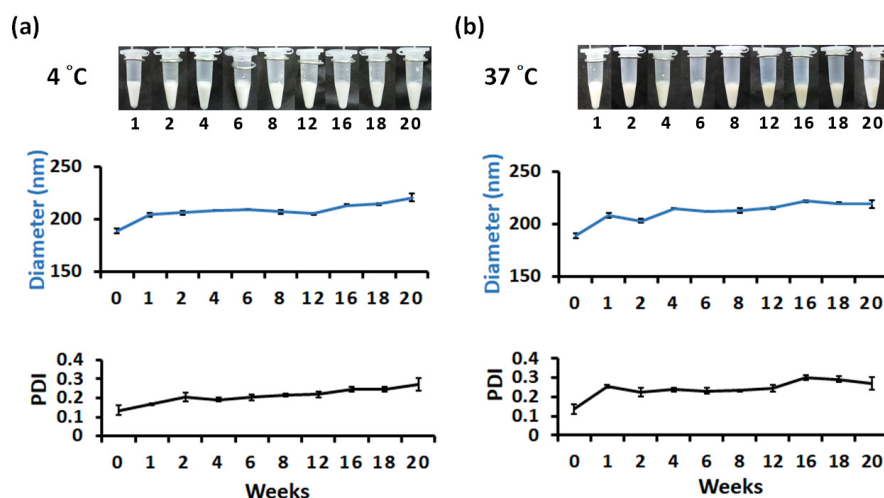 (a)
4 °C
1 2 4 6 8 12 16 18 20
Diameter (nm)
250
200
150
0 1 2 4 6 8 12 16 18 20
PDI
0.4
0.3
0.2
0.1
0
0 1 2 4 6 8 12 16 18 20
Weeks
(b)
37 °C
1 2 4 6 8 12 16 18 20
Diameter (nm)
250
200
150
0 1 2 4 6 8 12 16 18 20
PDI
0.4
0.3
0.2
0.1
0
0 1 2 4 6 8 12 16 18 20
Weeks